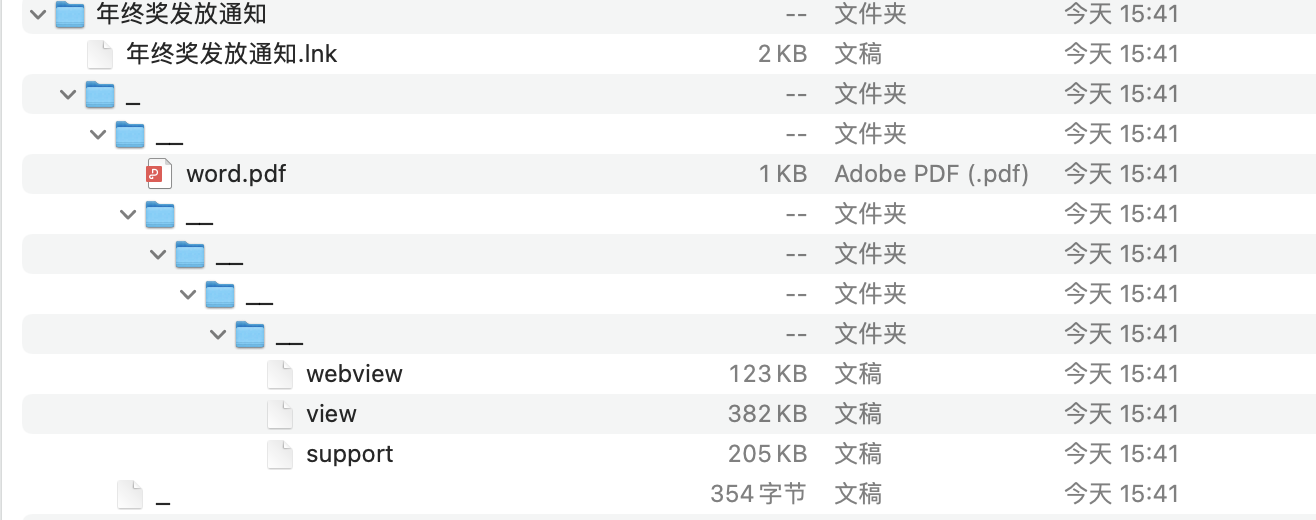 年终奖发放通知 -- 文件夹 今天 15:41
年终奖发放通知.lnk 2 KB 文稿 今天 15:41
_ -- 文件夹 今天 15:41
__ -- 文件夹 今天 15:41
word.pdf 1 KB Adobe PDF (.pdf) 今天 15:41
__ -- 文件夹 今天 15:41
__ -- 文件夹 今天 15:41
__ -- 文件夹 今天 15:41
__ -- 文件夹 今天 15:41
webview 123 KB 文稿 今天 15:41
view 382 KB 文稿 今天 15:41
support 205 KB 文稿 今天 15:41
_ 354 字节 文稿 今天 15:41